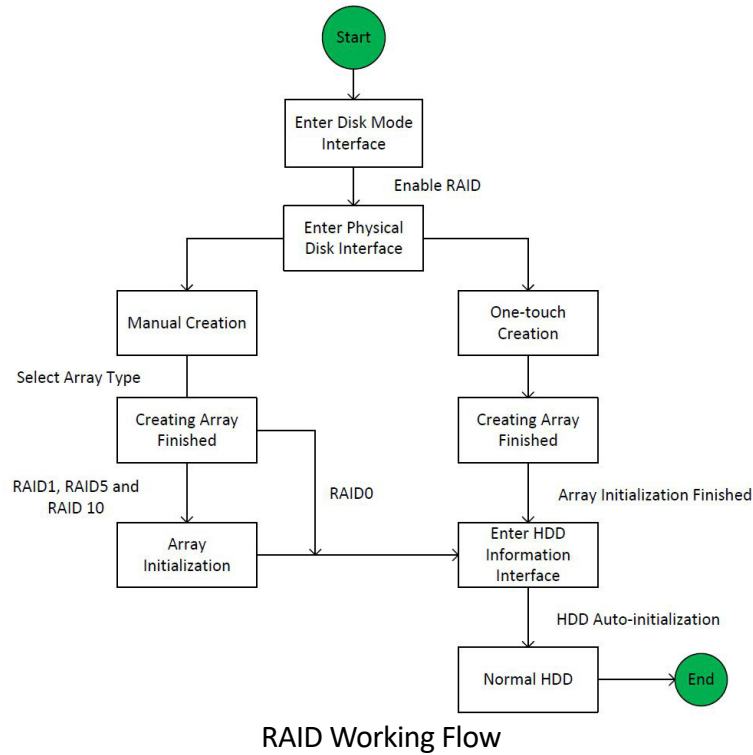 Start
Enter Disk Mode
Interface
Enable RAID
Enter Physical
Disk Interface
Manual Creation
One-touch
Creation
Select Array Type
Creating Array
Finished
Creating Array
Finished
RAID1, RAID5 and
RAID 10
RAID0
Array Initialization Finished
Array
Initialization
Enter HDD
Information
Interface
HDD Auto-initialization
Normal HDD
End
RAID Working Flow